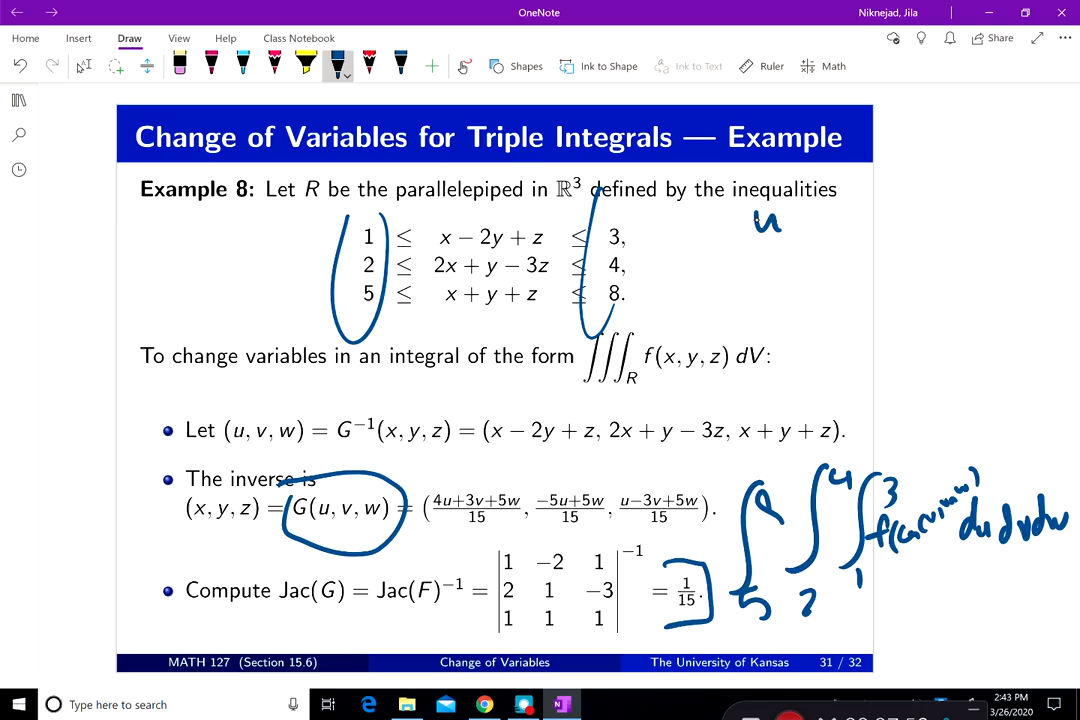 OneNote
Niknejad, Jila
Home Insert Draw View Help Class Notebook
Share
Shapes Ink to Shape Ink to Text Ruler Math
Change of Variables for Triple Integrals — Example
Example 8: Let R be the parallelepiped in ℝ³ defined by the inequalities
u
1 ≤ x − 2y + z ≤ 3,
2 ≤ 2x + y − 3z ≤ 4,
5 ≤ x + y + z ≤ 8.
To change variables in an integral of the form ∭_R f(x, y, z) dV:
Let (u, v, w) = G⁻¹(x, y, z) = (x − 2y + z, 2x + y − 3z, x + y + z).
The inverse is
(x, y, z) = G(u, v, w) = ( (4u+3v+5w)/15, (−5u+5w)/15, (u−3v+5w)/15 ).
∫_5^8 ∫_2^4 ∫_1^3 f(G(u,v,w)) du dv dw
Compute Jac(G) = Jac(F)⁻¹ = |1 −2 1|⁻¹ = 1/15.
|2 1 −3|
|1 1 1|
MATH 127 (Section 15.6) Change of Variables The University of Kansas 31 / 32
Type here to search
2:43 PM
3/26/2020